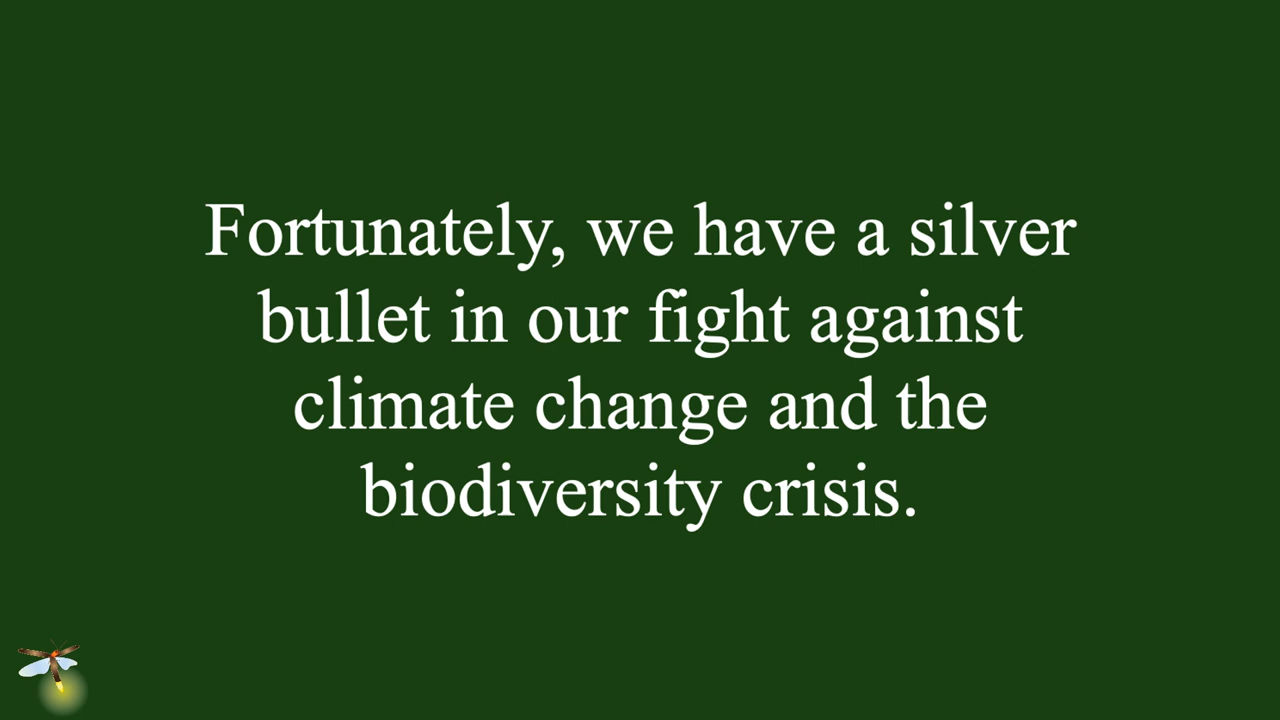 Fortunately, we have a silver
bullet in our fight against
climate change and the
biodiversity crisis.